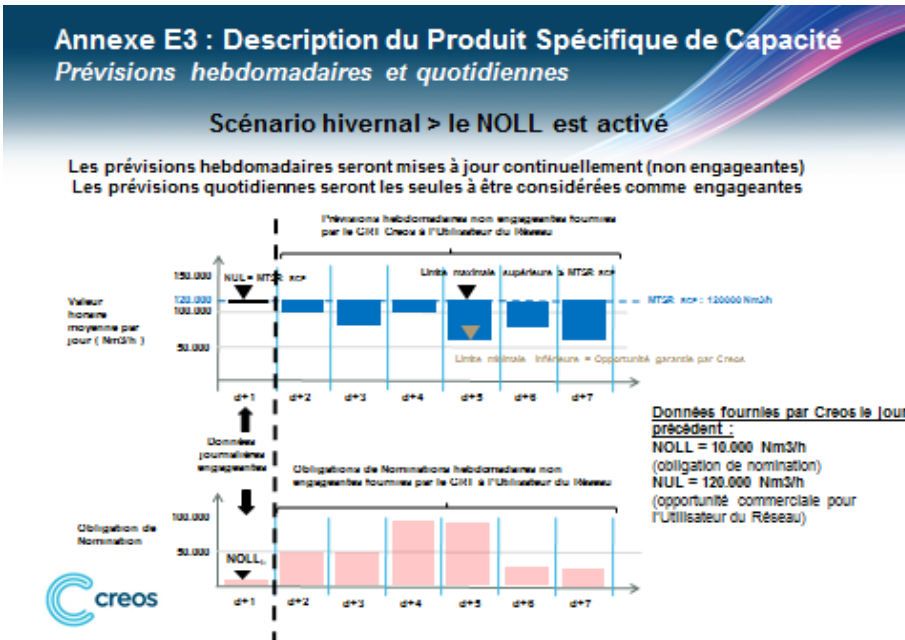 Annexe E3 : Description du Produit Spécifique de Capacité
Prévisions hebdomadaires et quotidiennes
Scénario hivernal > le NOLL est activé
Les prévisions hebdomadaires seront mises à jour continuellement (non engageantes)
Les prévisions quotidiennes seront les seules à être considérées comme engageantes
Prévisions hebdomadaires non engageantes fournies
par le GRT Creos à l'Utilisateur du Réseau
150.000
NUL = MTSR SCP
Limite maximale supérieure = MTSR SCP
120.000
MTSR SCP : 120000 Nm3/h
Valeur
horaire
moyenne par
jour ( Nm3/h )
100.000
50.000
Limite minimale inférieure = Opportunité garantie par Creos
d+1 d+2 d+3 d+4 d+5 d+6 d+7
Données
journalières
engageantes
Données fournies par Creos le jour
précédent :
NOLL = 10.000 Nm3/h
(obligation de nomination)
NUL = 120.000 Nm3/h
(opportunité commerciale pour
l'Utilisateur du Réseau)
Obligations de Nominations hebdomadaires non
engageantes fournies par le GRT à l'Utilisateur du Réseau
100.000
Obligation de
Nomination
50.000
NOLL
d+1 d+2 d+3 d+4 d+5 d+6 d+7
creos